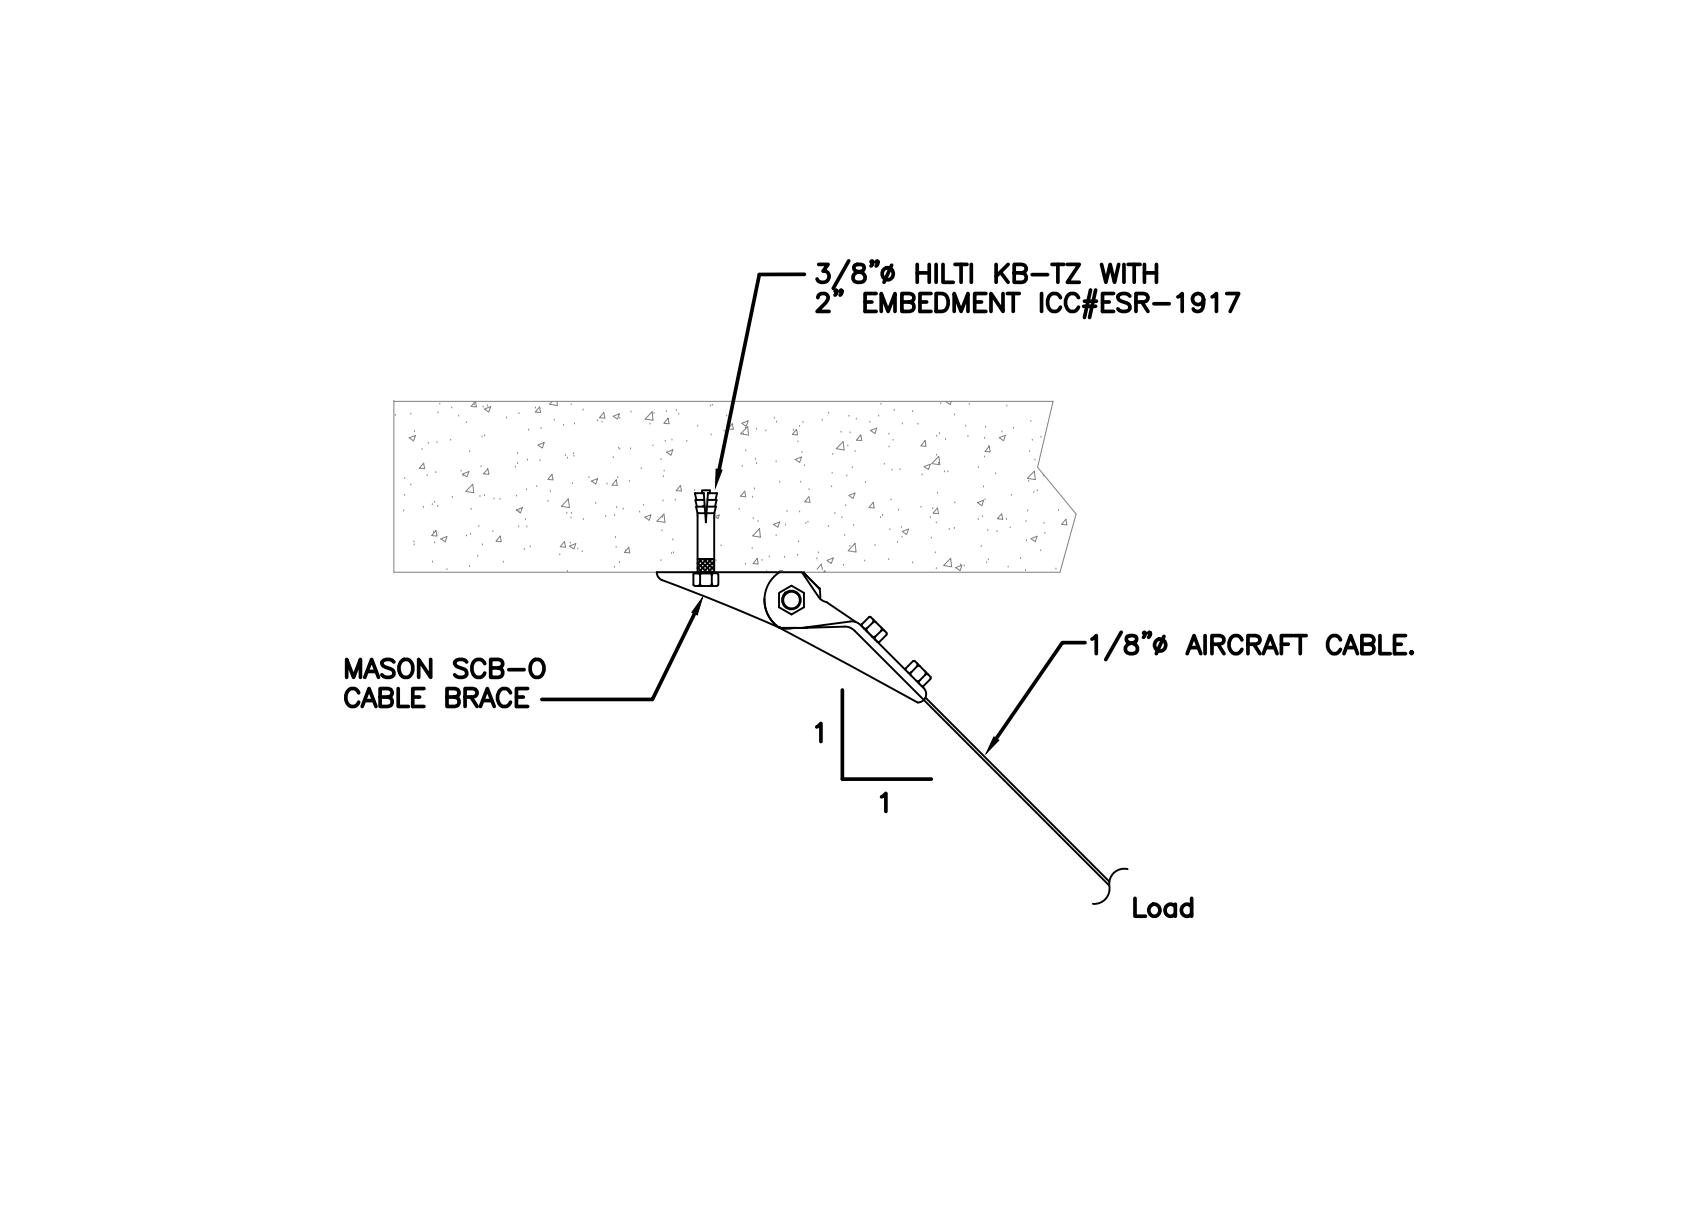 3/8"ø HILTI KB-TZ WITH
2" EMBEDMENT ICC#ESR-1917
1/8"ø AIRCRAFT CABLE.
MASON SCB-0
CABLE BRACE
1
1
Load